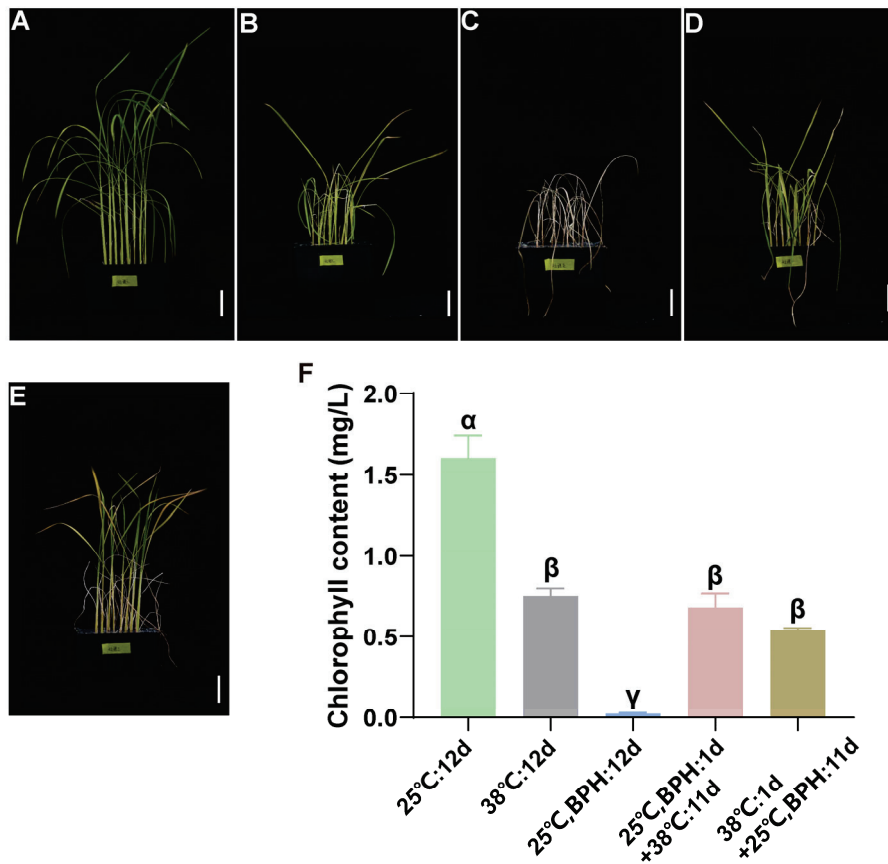 A
B
C
D
E
F
Chlorophyll content (mg/L)
2.0
1.5
1.0
0.5
0.0
α
β
γ
β
β
25℃:12d
38℃:12d
25℃,BPH:12d
25℃,BPH:1d
+38℃:11d
38℃:1d
+25℃,BPH:11d